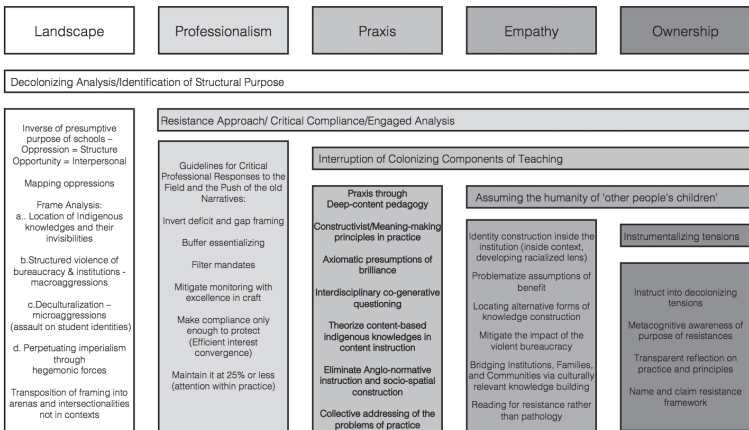 Landscape
Professionalism
Praxis
Empathy
Ownership
Decolonizing Analysis/Identification of Structural Purpose
Resistance Approach/ Critical Compliance/Engaged Analysis
Interruption of Colonizing Components of Teaching
Assuming the humanity of 'other people's children'
Instrumentalizing tensions
Inverse of presumptive
purpose of schools –
Oppression = Structure
Opportunity = Interpersonal
Mapping oppressions
Frame Analysis:
a.. Location of Indigenous
knowledges and their
invisibilities
b.Structured violence of
bureaucracy & institutions -
macroaggressions
c.Deculturalization –
microaggressions
(assault on student identities)
d. Perpetuating imperialism
through
hegemonic forces
Transposition of framing into
arenas and intersectionalities
not in contexts
Guidelines for Critical
Professional Responses to the
Field and the Push of the old
Narratives:
Invert deficit and gap framing
Buffer essentializing
Filter mandates
Mitigate monitoring with
excellence in craft
Make compliance only
enough to protect
(Efficient interest
convergence)
Maintain it at 25% or less
(attention within practice)
Praxis through
Deep-content pedagogy
Constructivist/Meaning-making
principles in practice
Axiomatic presumptions of
brilliance
Interdisciplinary co-generative
questioning
Theorize content-based
indigenous knowledges in
content instruction
Eliminate Anglo-normative
instruction and socio-spatial
construction
Collective addressing of the
problems of practice
Identity construction inside the
institution (inside context,
developing racialized lens)
Problematize assumptions of
benefit
Locating alternative forms of
knowledge construction
Mitigate the impact of the
violent bureaucracy
Bridging Institutions, Families,
and Communities via culturally
relevant knowledge building
Reading for resistance rather
than pathology
Instruct into decolonizing
tensions
Metacognitive awareness of
purpose of resistances
Transparent reflection on
practice and principles
Name and claim resistance
framework